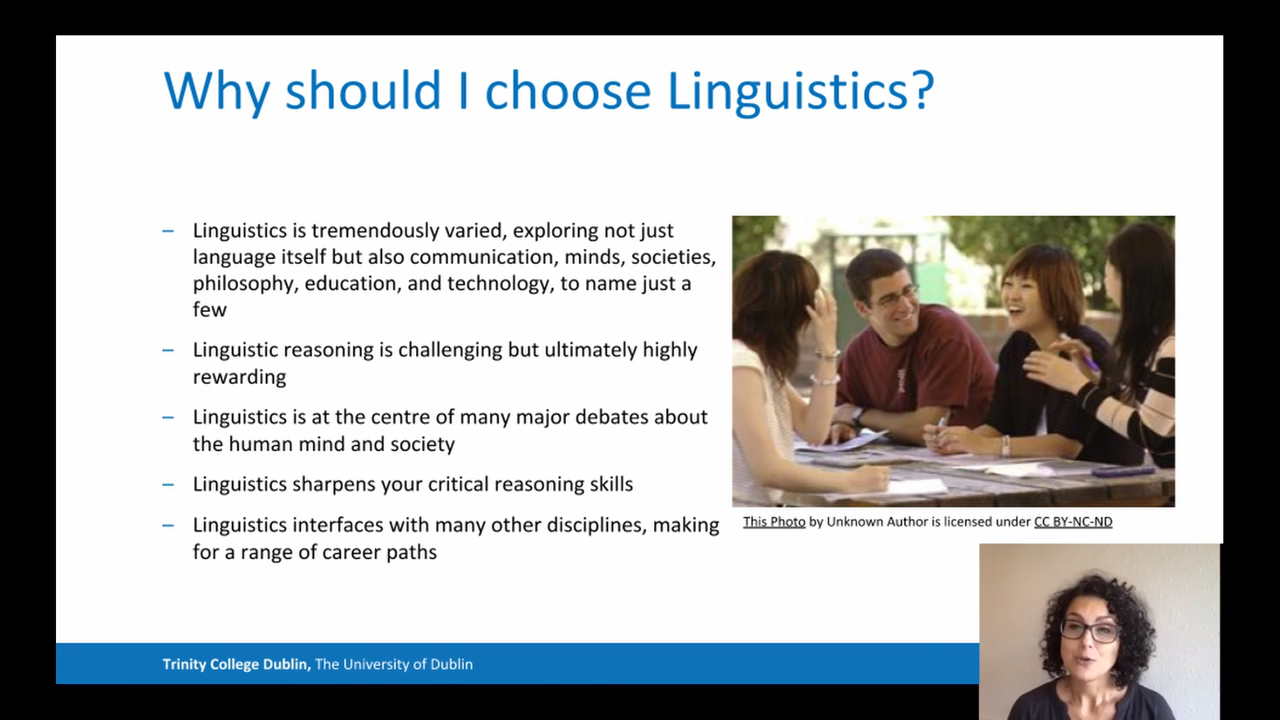 Why should I choose Linguistics?
– Linguistics is tremendously varied, exploring not just
language itself but also communication, minds, societies,
philosophy, education, and technology, to name just a
few
– Linguistic reasoning is challenging but ultimately highly
rewarding
– Linguistics is at the centre of many major debates about
the human mind and society
– Linguistics sharpens your critical reasoning skills
– Linguistics interfaces with many other disciplines, making
for a range of career paths
This Photo by Unknown Author is licensed under CC BY-NC-ND
Trinity College Dublin, The University of Dublin